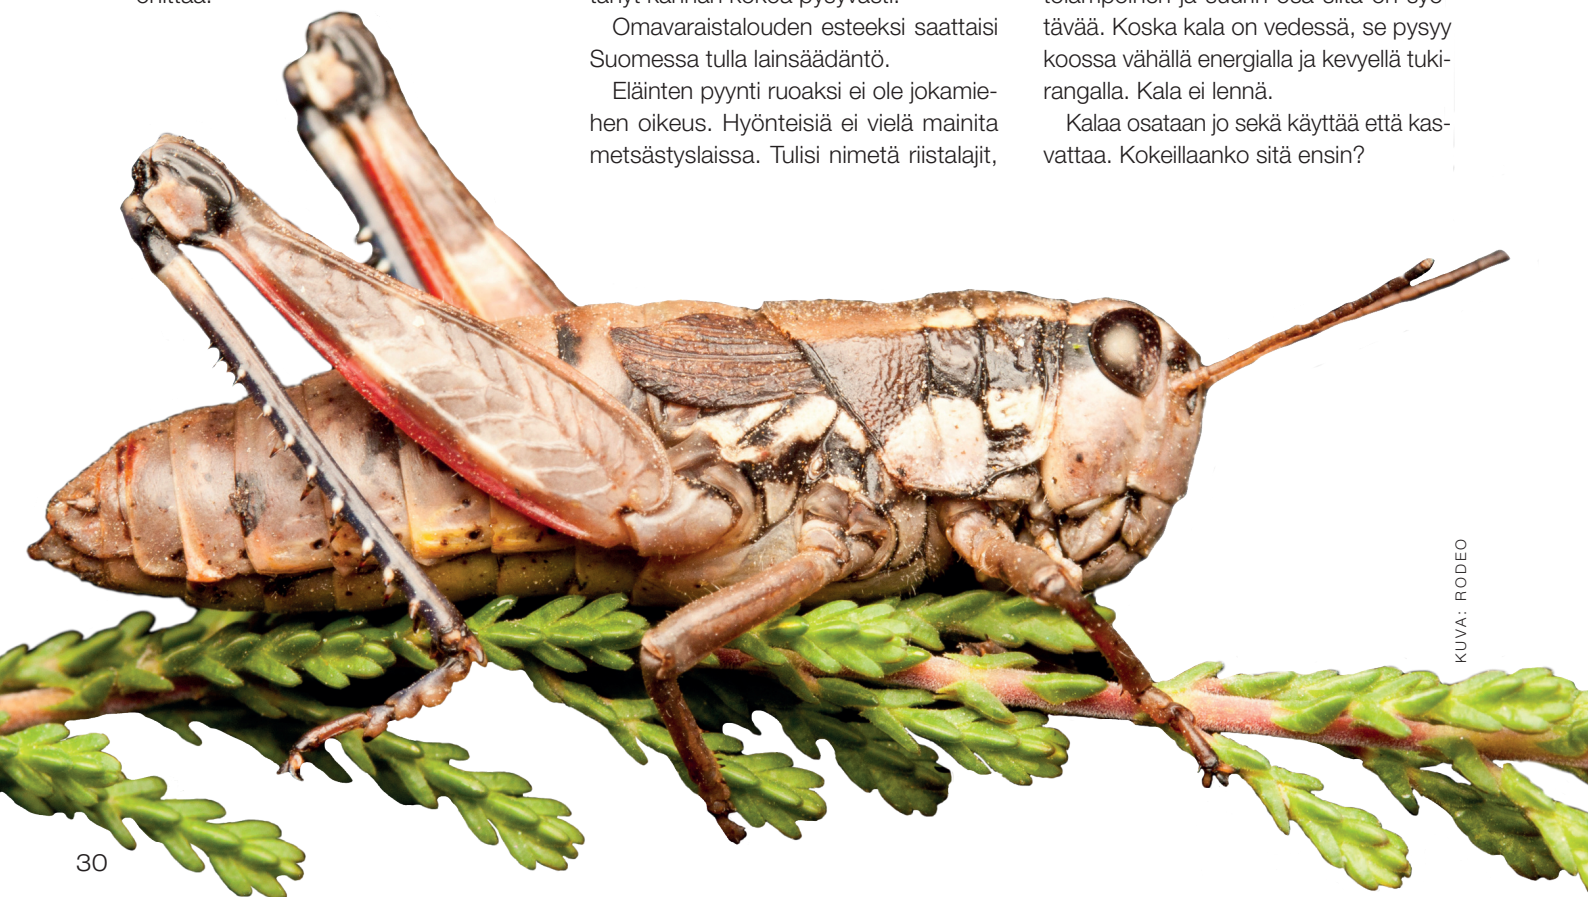 Omavaraistalouden esteeksi saattaisi
Suomessa tulla lainsäädäntö.
Eläinten pyynti ruoaksi ei ole jokamie-
hen oikeus. Hyönteisiä ei vielä mainita
metsästyslaissa. Tulisi nimetä riistalajit,
tävää. Koska kala on vedessä, se pysyy
koossa vähällä energialla ja kevyellä tuki-
rangalla. Kala ei lennä.
Kalaa osataan jo sekä käyttää että kas-
vattaa. Kokeillaanko sitä ensin?
KUVA: RODEO
30